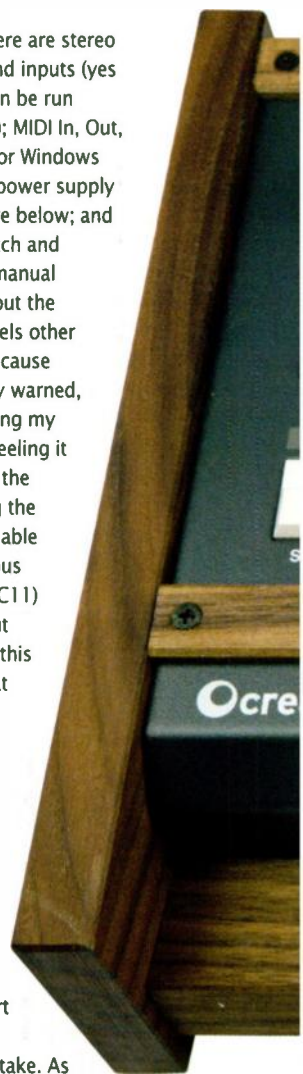 ere are stereo
nd inputs (yes
n be run
; MIDI In, Out,
or Windows
power supply
e below; and
ch and
manual
out the
els other
cause
y warned,
ng my
eeling it
the
g the
able
us
C11)
ut
this
at
rt
take. As
s
Ocre